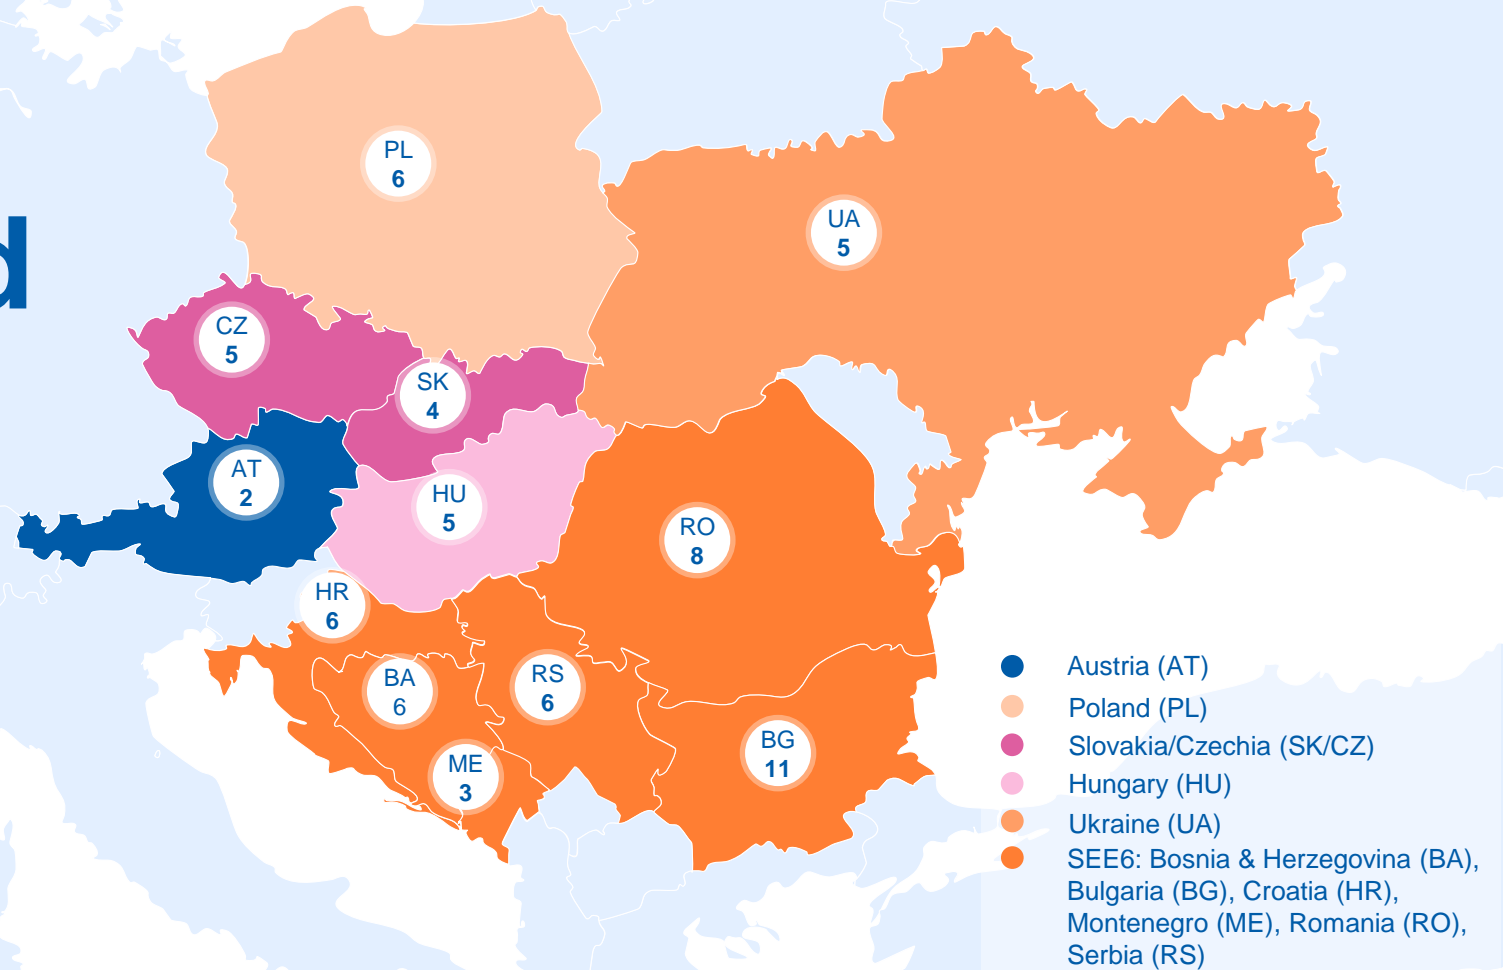 PL
6
UA
5
d
CZ
5
SK
4
AT
2
HU
5
RO
8
HR
6
BA
6
RS
6
ME
3
BG
11
Austria (AT)
Poland (PL)
Slovakia/Czechia (SK/CZ)
Hungary (HU)
Ukraine (UA)
SEE6: Bosnia & Herzegovina (BA),
Bulgaria (BG), Croatia (HR),
Montenegro (ME), Romania (RO),
Serbia (RS)